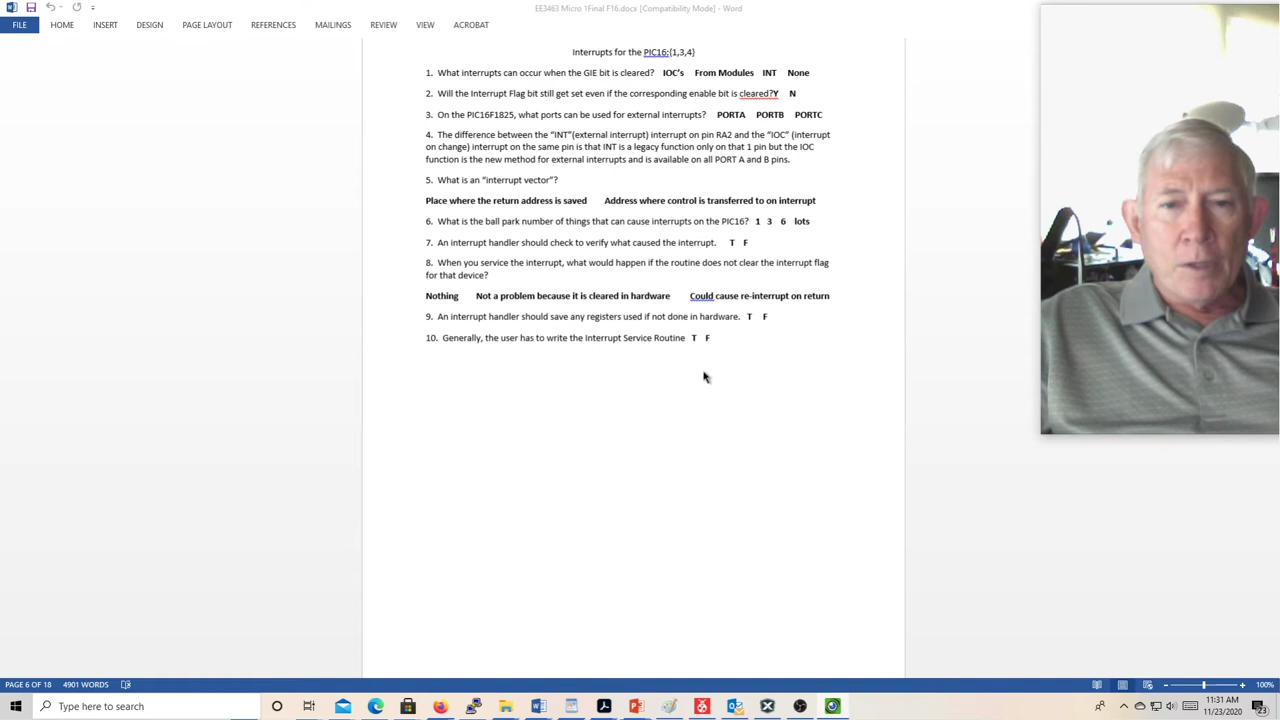 EE3463 Micro 1Final F16.docx [Compatibility Mode] - Word
FILE HOME INSERT DESIGN PAGE LAYOUT REFERENCES MAILINGS REVIEW VIEW ACROBAT
Interrupts for the PIC16:{1,3,4}
1. What interrupts can occur when the GIE bit is cleared? IOC's From Modules INT None
2. Will the Interrupt Flag bit still get set even if the corresponding enable bit is cleared?Y N
3. On the PIC16F1825, what ports can be used for external interrupts? PORTA PORTB PORTC
4. The difference between the "INT"(external interrupt) interrupt on pin RA2 and the "IOC" (interrupt
on change) interrupt on the same pin is that INT is a legacy function only on that 1 pin but the IOC
function is the new method for external interrupts and is available on all PORT A and B pins.
5. What is an "interrupt vector"?
Place where the return address is saved Address where control is transferred to on interrupt
6. What is the ball park number of things that can cause interrupts on the PIC16? 1 3 6 lots
7. An interrupt handler should check to verify what caused the interrupt. T F
8. When you service the interrupt, what would happen if the routine does not clear the interrupt flag
for that device?
Nothing Not a problem because it is cleared in hardware Could cause re-interrupt on return
9. An interrupt handler should save any registers used if not done in hardware. T F
10. Generally, the user has to write the Interrupt Service Routine T F
PAGE 6 OF 18 4901 WORDS 100%
Type here to search
11:31 AM
11/23/2020
23